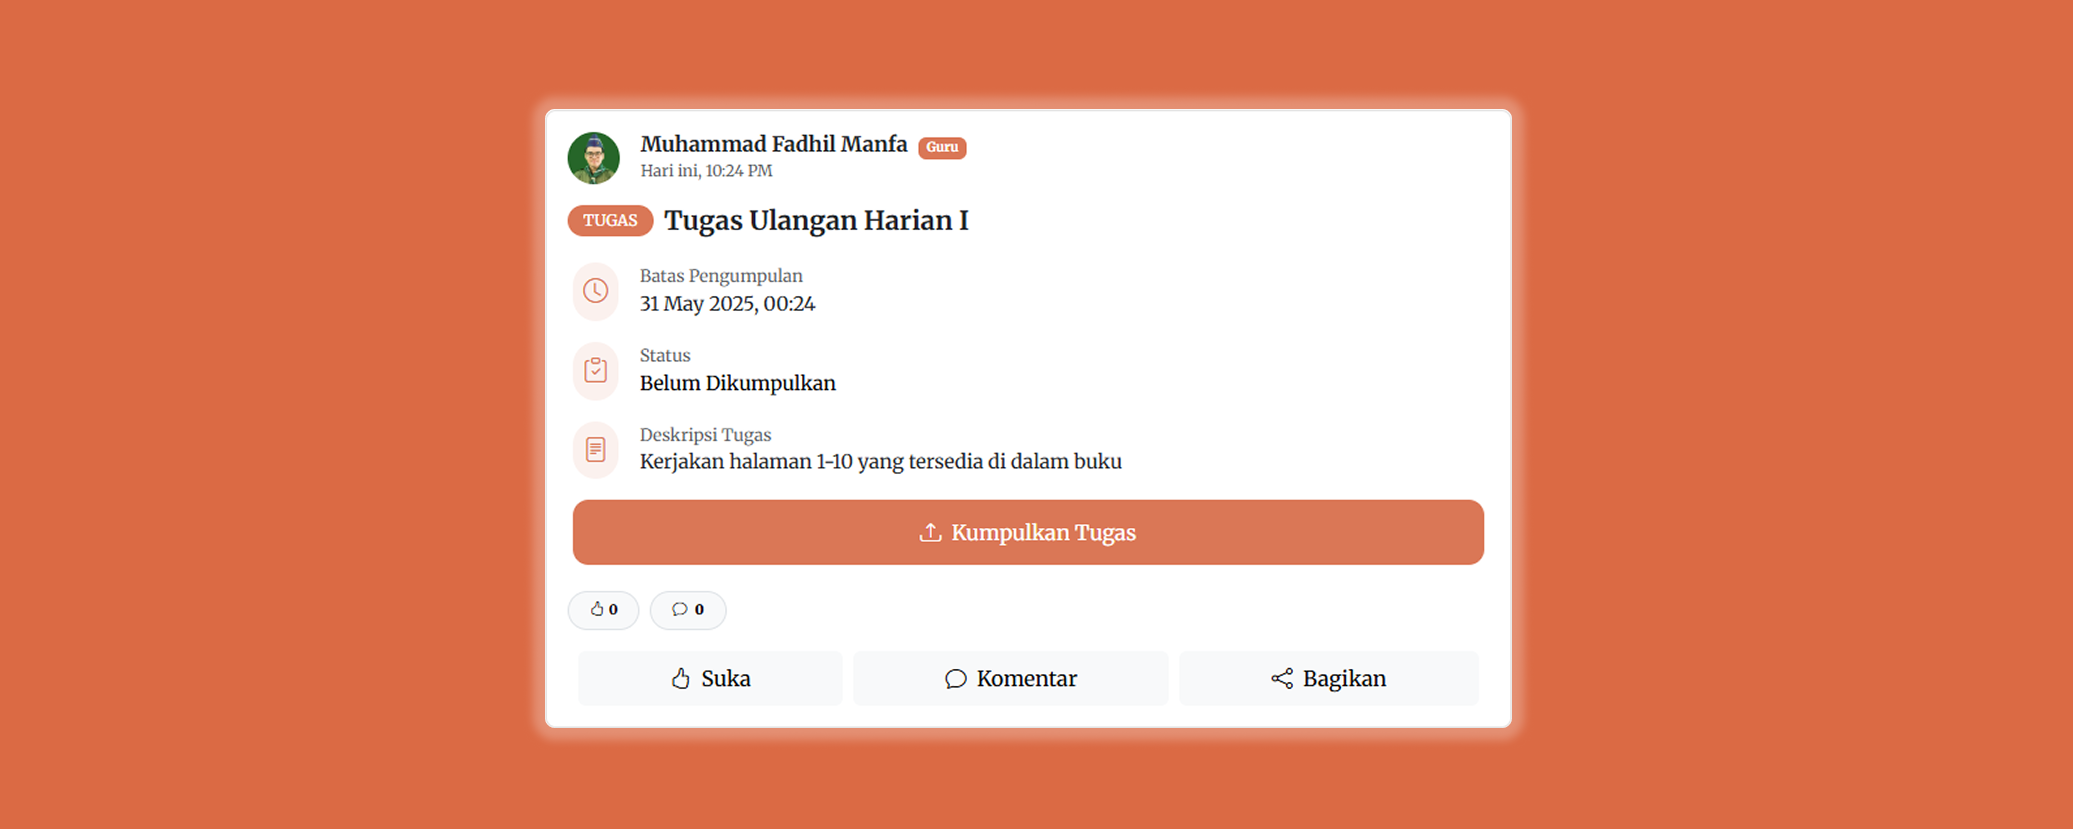 Muhammad Fadhil Manfa Guru
Hari ini, 10:24 PM
TUGAS Tugas Ulangan Harian I
Batas Pengumpulan
31 May 2025, 00:24
Status
Belum Dikumpulkan
Deskripsi Tugas
Kerjakan halaman 1-10 yang tersedia di dalam buku
Kumpulkan Tugas
0 0
Suka Komentar Bagikan